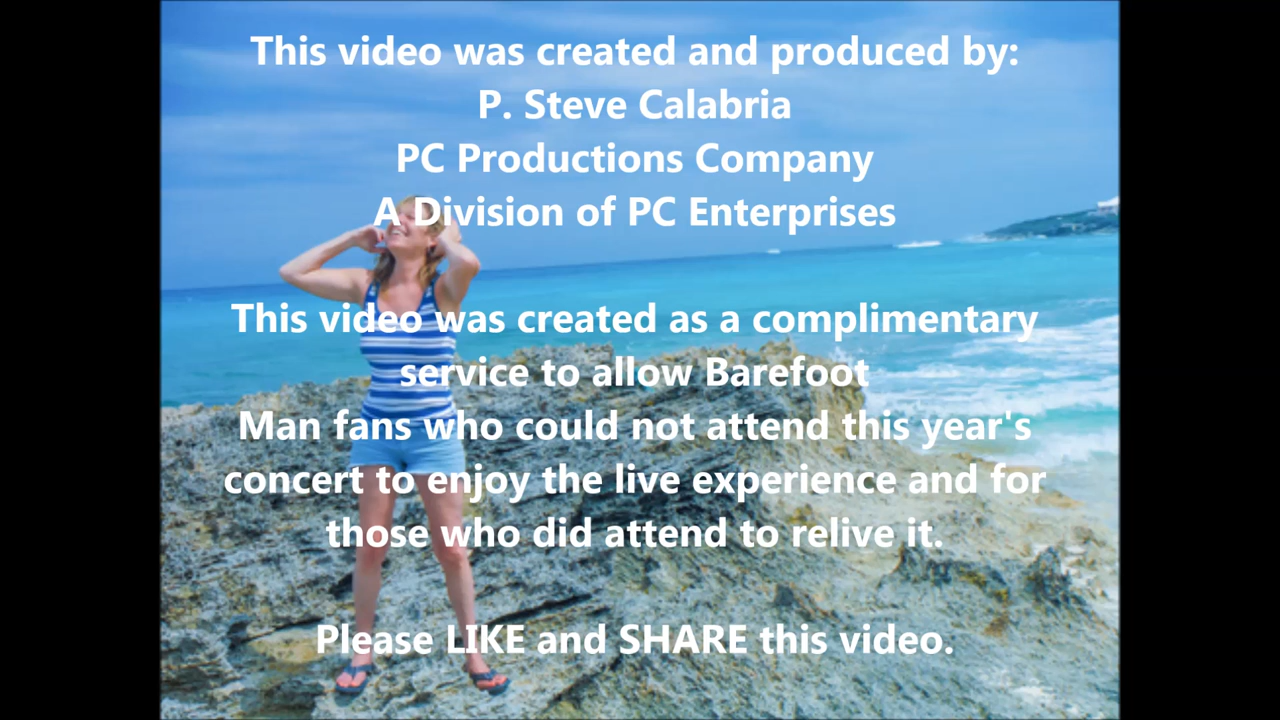 This video was created and produced by:
P. Steve Calabria
PC Productions Company
A Division of PC Enterprises
This video was created as a complimentary
service to allow Barefoot
Man fans who could not attend this year's
concert to enjoy the live experience and for
those who did attend to relive it.
Please LIKE and SHARE this video.